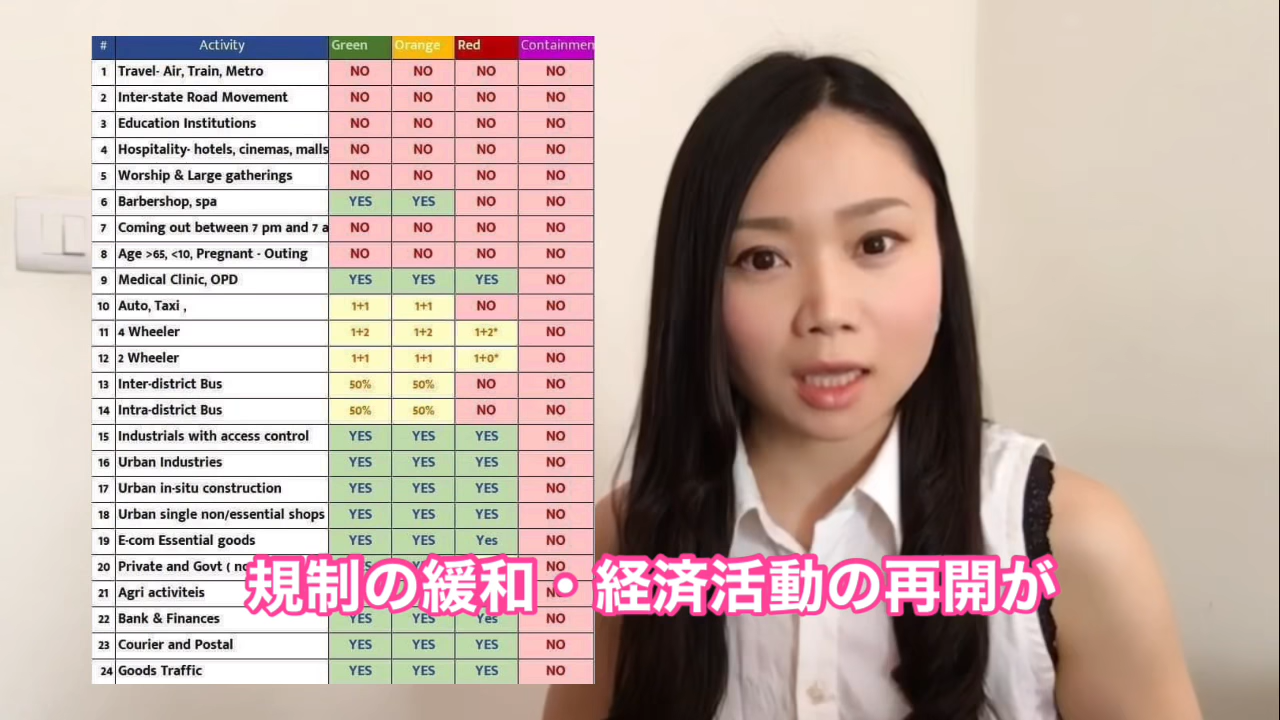 # Activity Green Orange Red Containmen
1 Travel- Air, Train, Metro NO NO NO NO
2 Inter-state Road Movement NO NO NO NO
3 Education Institutions NO NO NO NO
4 Hospitality- hotels, cinemas, malls NO NO NO NO
5 Worship & Large gatherings NO NO NO NO
6 Barbershop, spa YES YES NO NO
7 Coming out between 7 pm and 7 a NO NO NO NO
8 Age >65, <10, Pregnant - Outing NO NO NO NO
9 Medical Clinic, OPD YES YES YES NO
10 Auto, Taxi , 1+1 1+1 NO NO
11 4 Wheeler 1+2 1+2 1+2* NO
12 2 Wheeler 1+1 1+1 1+0* NO
13 Inter-district Bus 50% 50% NO NO
14 Intra-district Bus 50% 50% NO NO
15 Industrials with access control YES YES YES NO
16 Urban Industries YES YES YES NO
17 Urban in-situ construction YES YES YES NO
18 Urban single non/essential shops YES YES YES NO
19 E-com Essential goods YES YES Yes NO
20 Private and Govt
21 Agri activiteis
22 Bank & Finances YES YES Yes NO
23 Courier and Postal YES YES YES NO
24 Goods Traffic YES YES YES NO
規制の緩和・経済活動の再開が